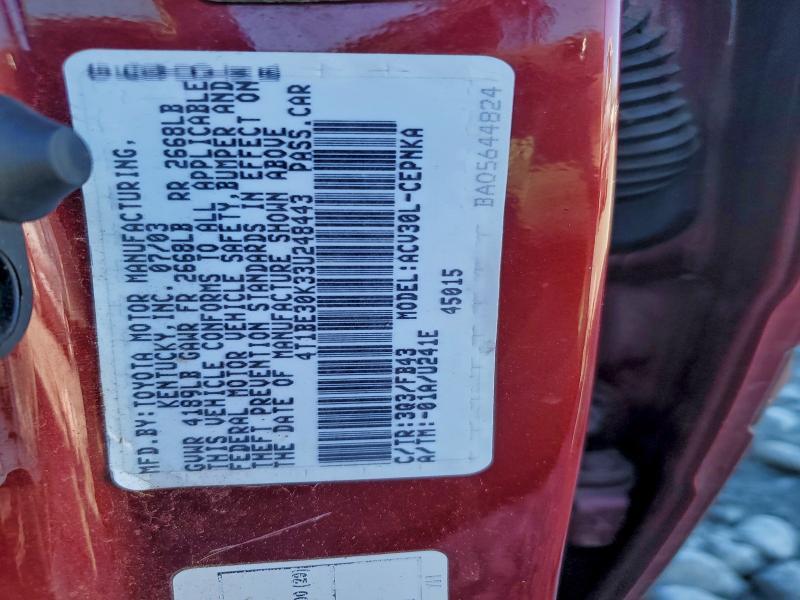 MFD.BY:TOYOTA MOTOR MANUFACTURING,
KENTUCKY, INC. 07/03
GVWR 4189LB GAWR FR 2668LB RR 2668LB
THIS VEHICLE CONFORMS TO ALL APPLICABLE
FEDERAL MOTOR VEHICLE SAFETY, BUMPER AND
THEFT PREVENTION STANDARDS IN EFFECT ON
THE DATE OF MANUFACTURE SHOWN ABOVE
4T1BE30K33U248443 PASS.CAR
C/TR:3Q3/FB43 MODEL:ACV30L-CEPNKA
A/TM:-01A/U241E 45015
BA05644824